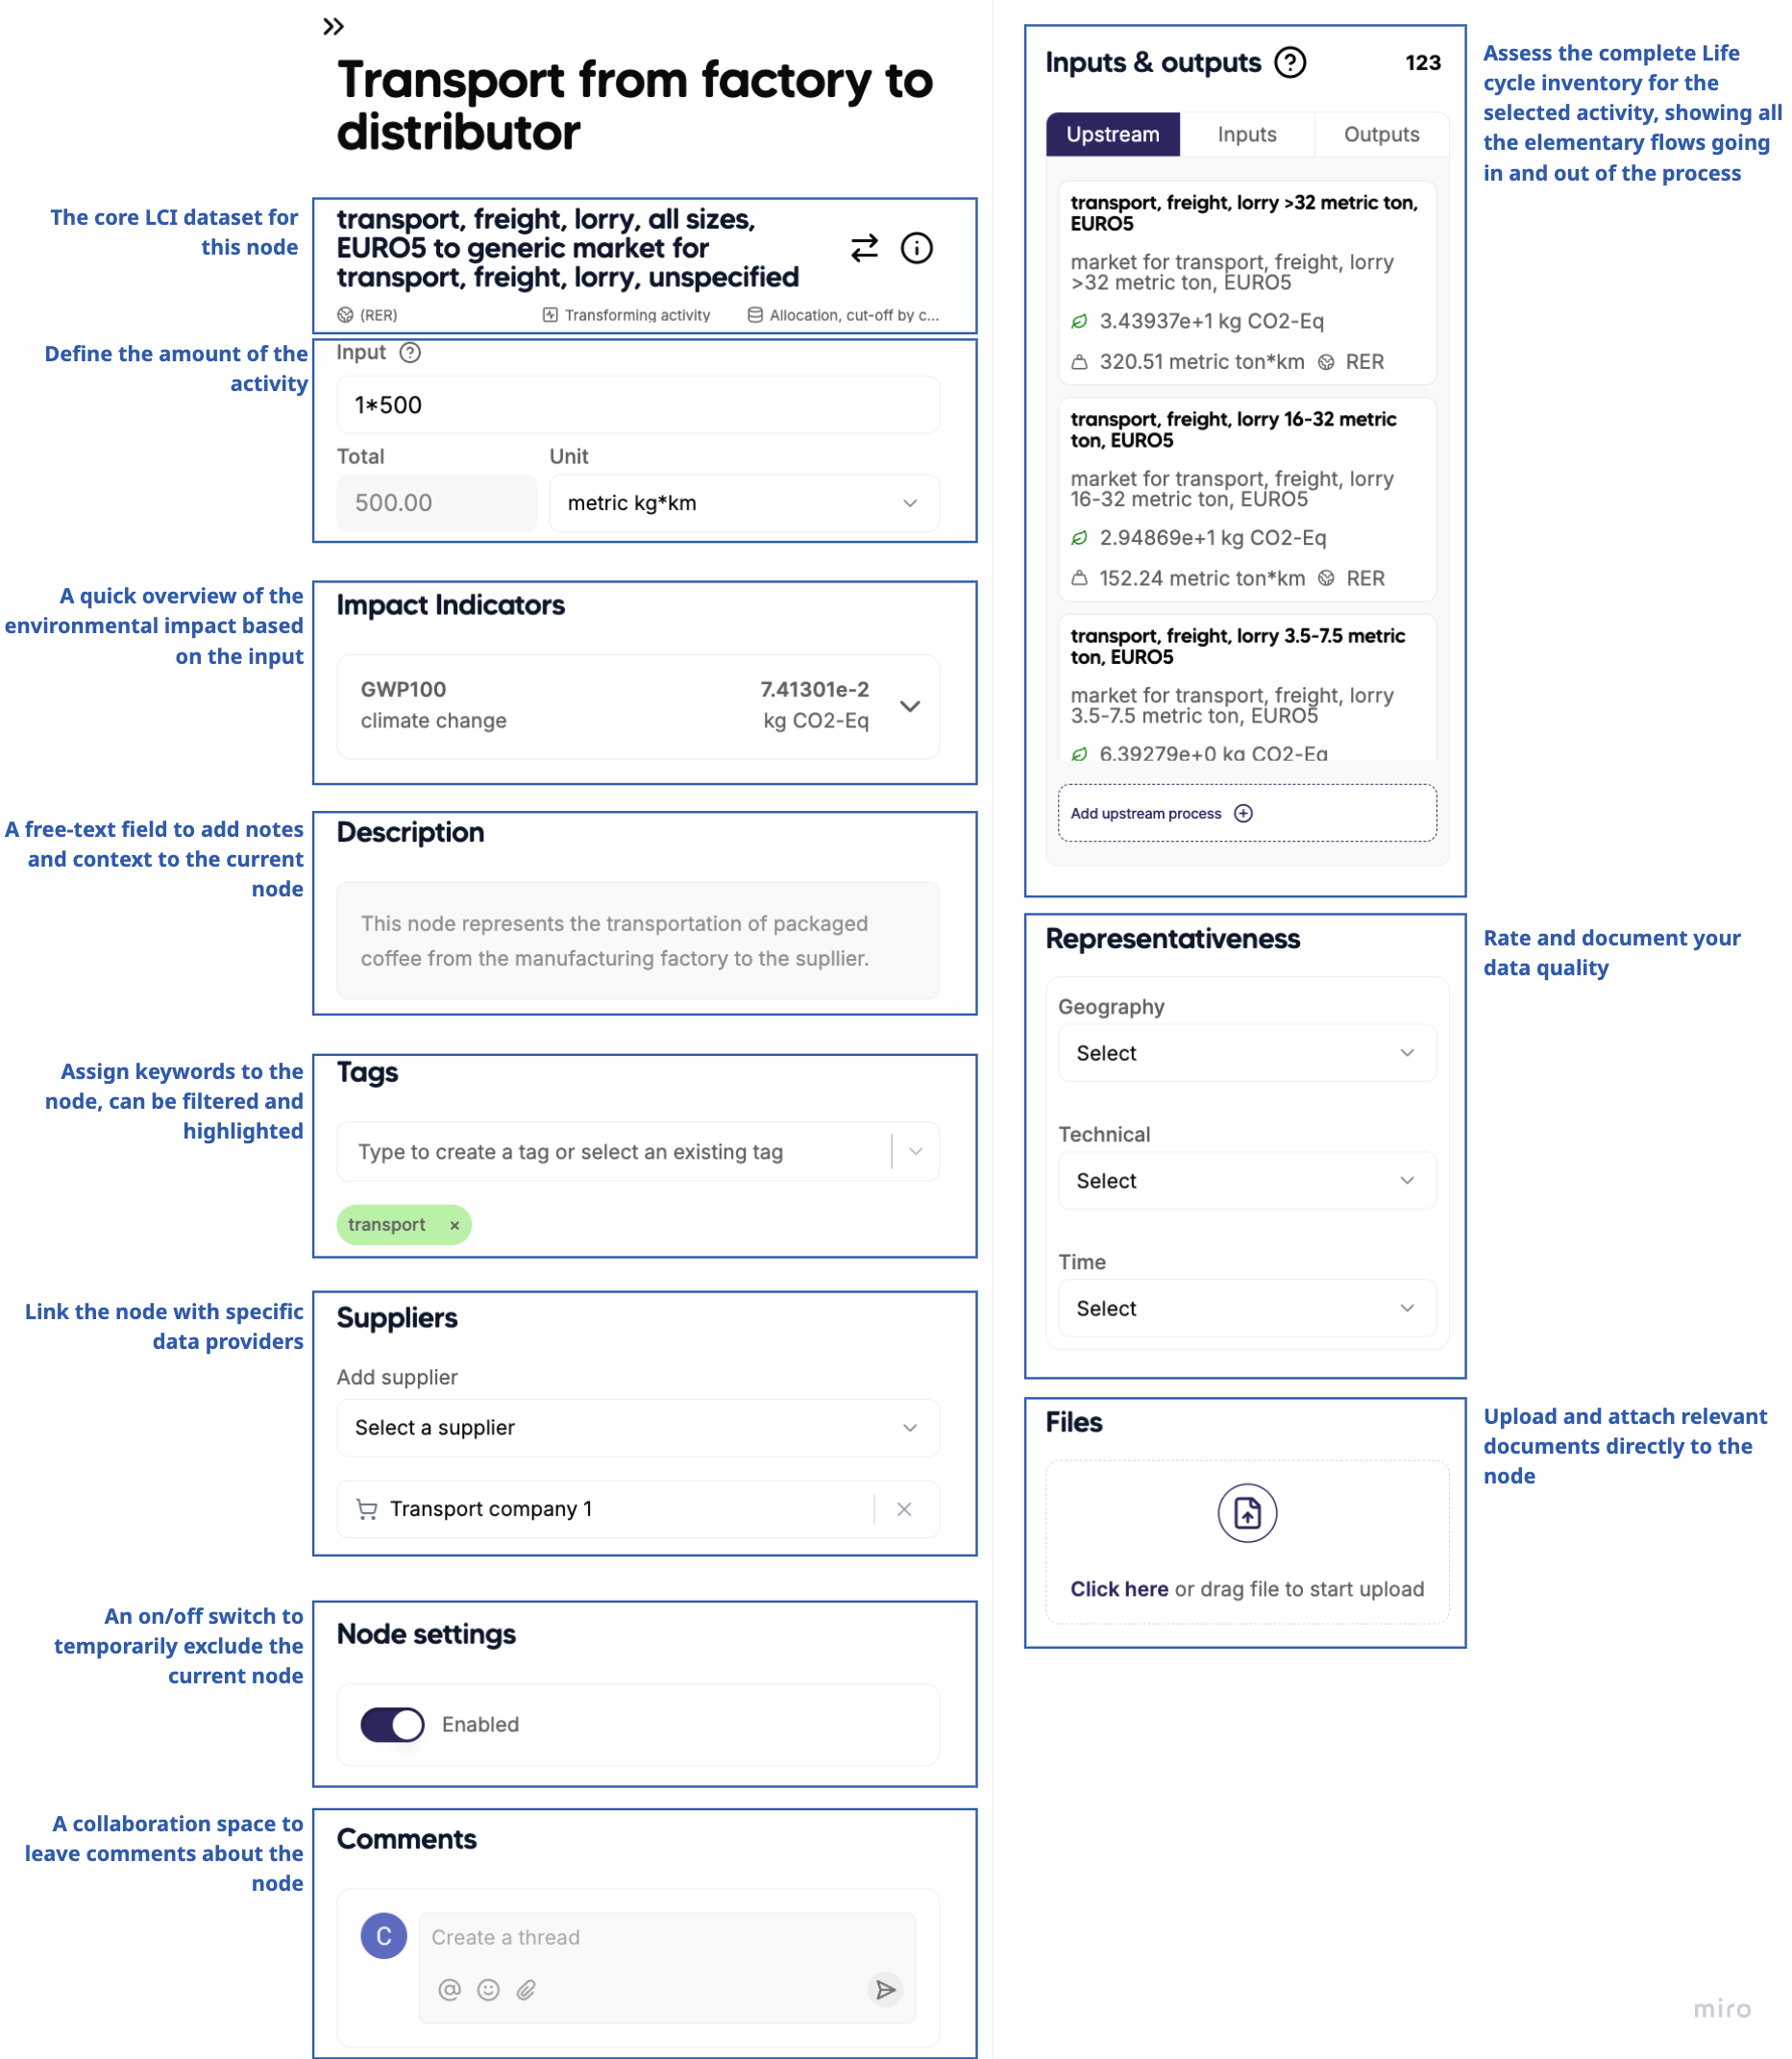 Transport from factory to
distributor
The core LCI dataset for
this node
transport, freight, lorry, all sizes,
EURO5 to generic market for
transport, freight, lorry, unspecified
(RER)
Transforming activity
Allocation, cut-off by c...
Define the amount of the
activity
Input
1*500
Total
Unit
500.00
metric kg*km
A quick overview of the
environmental impact based
on the input
Impact Indicators
GWP100
7.41301e-2
climate change
kg CO2-Eq
A free-text field to add notes
and context to the current
node
Description
This node represents the transportation of packaged
coffee from the manufacturing factory to the supllier.
Assign keywords to the
node, can be filtered and
highlighted
Tags
Type to create a tag or select an existing tag
transport ×
Link the node with specific
data providers
Suppliers
Add supplier
Select a supplier
Transport company 1
An on/off switch to
temporarily exclude the
current node
Node settings
Enabled
A collaboration space to
leave comments about the
node
Comments
C
Create a thread
Inputs & outputs
123
Upstream
Inputs
Outputs
transport, freight, lorry >32 metric ton,
EURO5
market for transport, freight, lorry
>32 metric ton, EURO5
3.43937e+1 kg CO2-Eq
320.51 metric ton*km
RER
transport, freight, lorry 16-32 metric
ton, EURO5
market for transport, freight, lorry
16-32 metric ton, EURO5
2.94869e+1 kg CO2-Eq
152.24 metric ton*km
RER
transport, freight, lorry 3.5-7.5 metric
ton, EURO5
market for transport, freight, lorry
3.5-7.5 metric ton, EURO5
6.39279e+0 kg CO2-Eq
Add upstream process
Assess the complete Life
cycle inventory for the
selected activity, showing all
the elementary flows going
in and out of the process
Representativeness
Geography
Select
Technical
Select
Time
Select
Rate and document your
data quality
Files
Click here or drag file to start upload
Upload and attach relevant
documents directly to the
node
miro